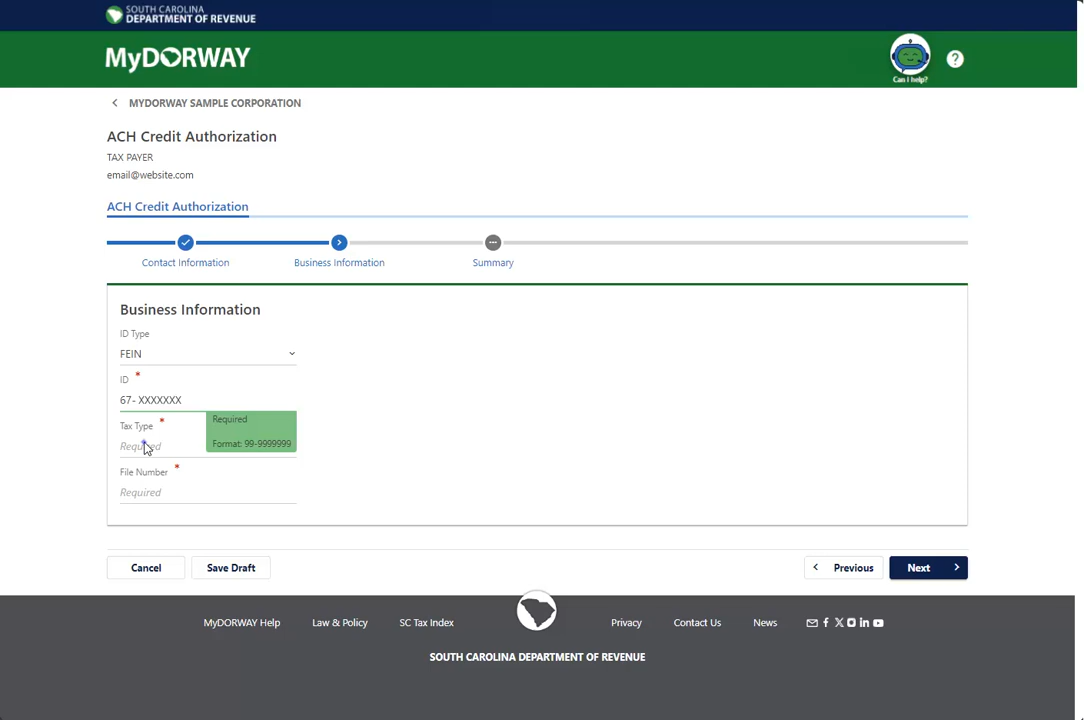 SOUTH CAROLINA
DEPARTMENT OF REVENUE
MyDORWAY
Can I help?
?
MYDORWAY SAMPLE CORPORATION
ACH Credit Authorization
TAX PAYER
email@website.com
ACH Credit Authorization
Contact Information
Business Information
Summary
Business Information
ID Type
FEIN
ID *
67- XXXXXXX
Required
Format: 99-9999999
Tax Type *
Required
File Number *
Required
Cancel
Save Draft
Previous
Next
MyDORWAY Help
Law & Policy
SC Tax Index
Privacy
Contact Us
News
SOUTH CAROLINA DEPARTMENT OF REVENUE